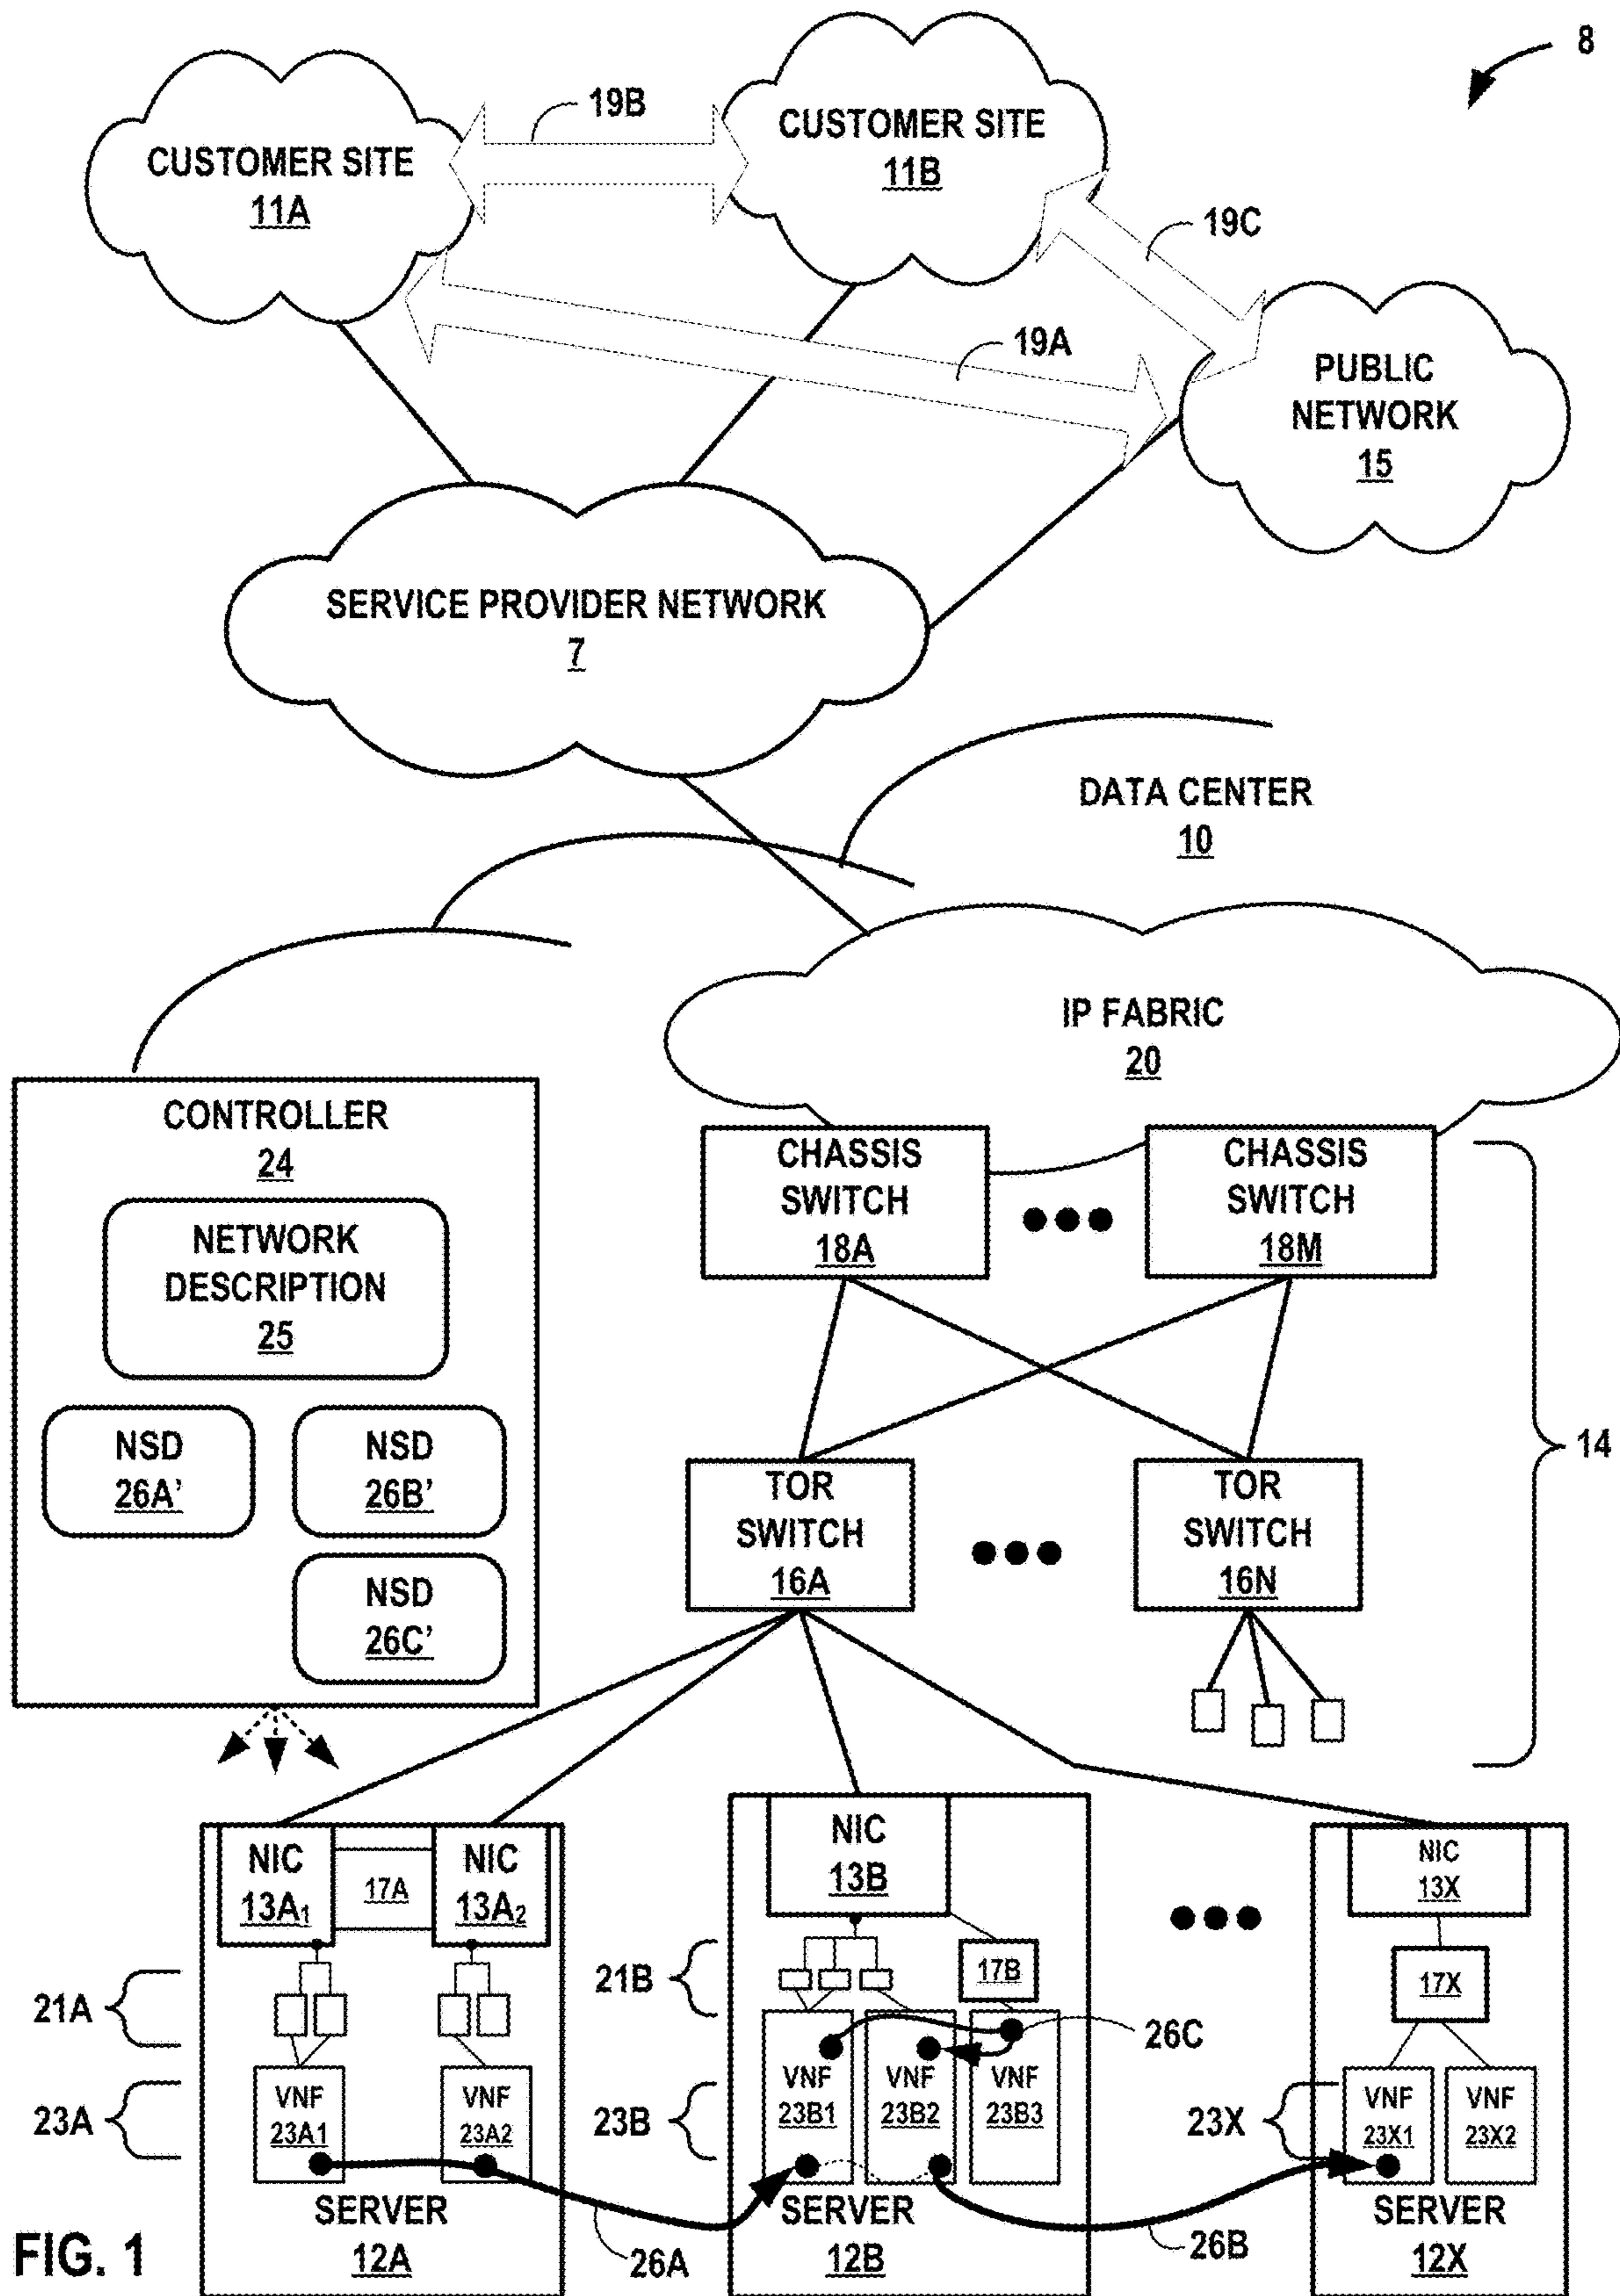 8
CUSTOMER SITE
11A
19B
CUSTOMER SITE
11B
19C
19A
PUBLIC
NETWORK
15
SERVICE PROVIDER NETWORK
7
DATA CENTER
10
IP FABRIC
20
CONTROLLER
24
NETWORK
DESCRIPTION
25
NSD
26A'
NSD
26B'
NSD
26C'
CHASSIS
SWITCH
18A
CHASSIS
SWITCH
18M
14
TOR
SWITCH
16A
TOR
SWITCH
16N
NIC
13A1
17A
NIC
13A2
NIC
13B
NIC
13X
21A
21B
17B
17X
26C
23A
VNF
23A1
VNF
23A2
23B
VNF
23B1
VNF
23B2
VNF
23B3
23X
VNF
23X1
VNF
23X2
SERVER
12A
26A
SERVER
12B
26B
SERVER
12X
FIG. 1